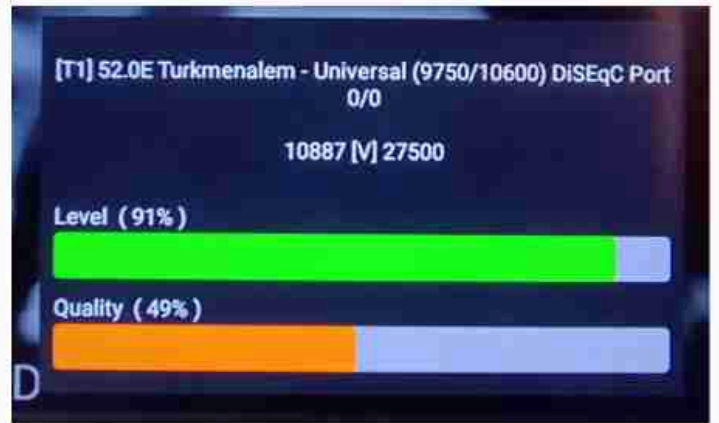 [T1] 52.0E Turkmenalem - Universal (9750/10600) DiSEqC Port
0/0
10887 [V] 27500
Level ( 91% )
Quality ( 49% )
D